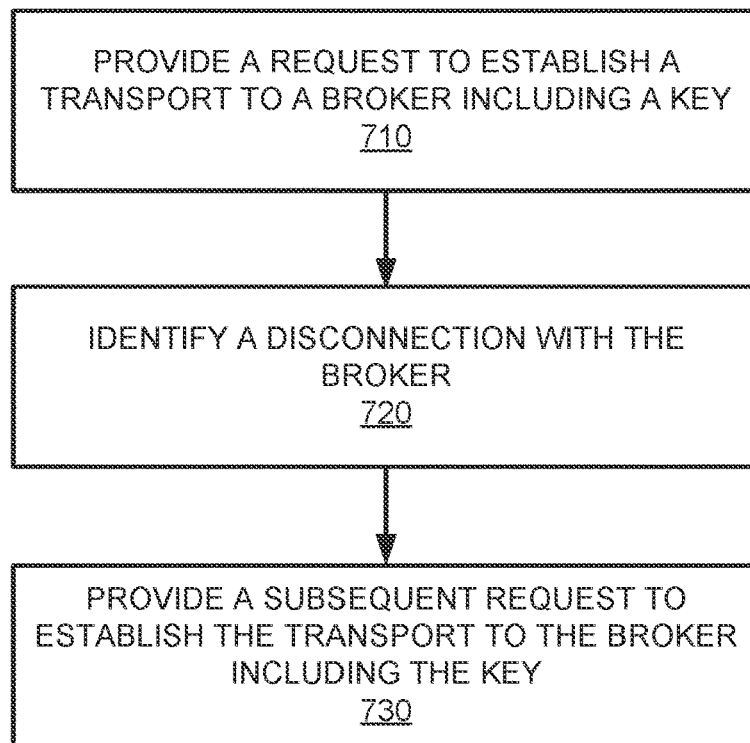 PROVIDE A REQUEST TO ESTABLISH A
TRANSPORT TO A BROKER INCLUDING A KEY
710
IDENTIFY A DISCONNECTION WITH THE
BROKER
720
PROVIDE A SUBSEQUENT REQUEST TO
ESTABLISH THE TRANSPORT TO THE BROKER
INCLUDING THE KEY
730